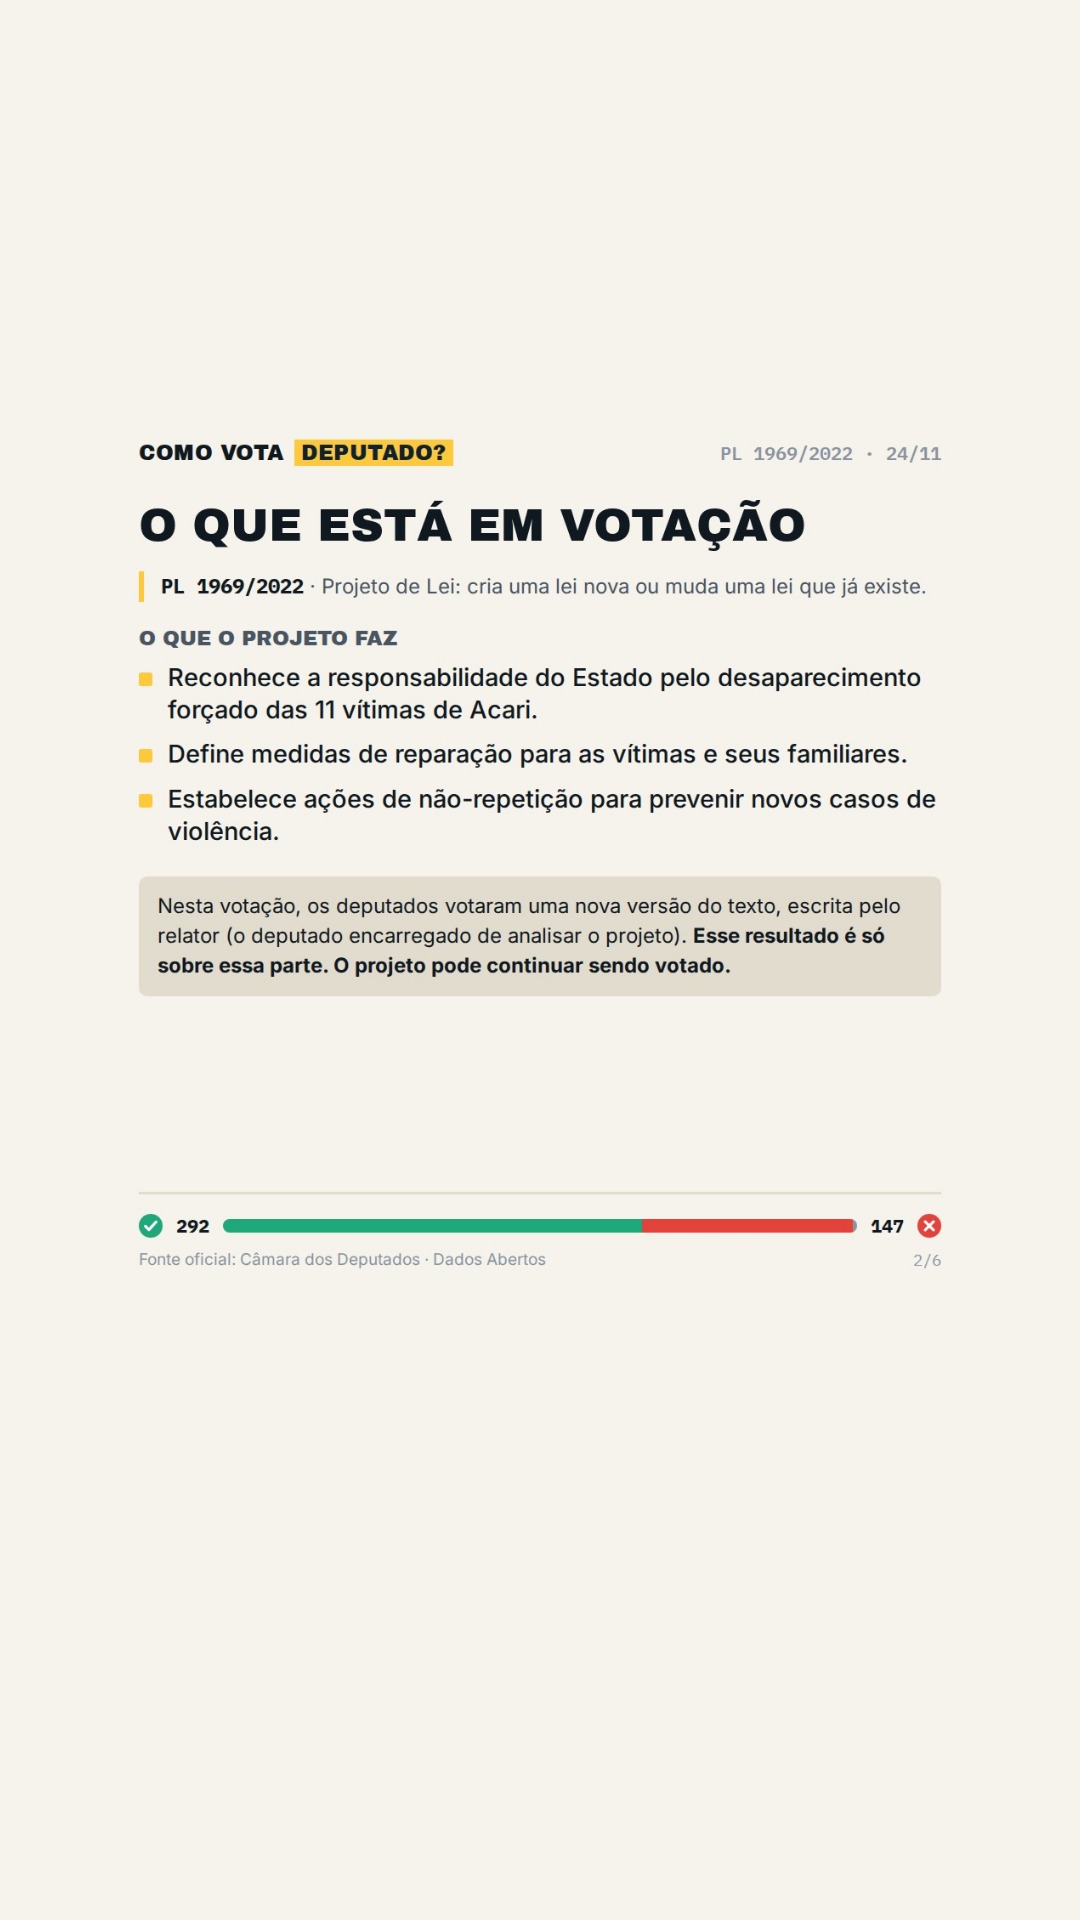 COMO VOTA DEPUTADO?
PL 1969/2022 · 24/11
O QUE ESTÁ EM VOTAÇÃO
PL 1969/2022 · Projeto de Lei: cria uma lei nova ou muda uma lei que já existe.
O QUE O PROJETO FAZ
Reconhece a responsabilidade do Estado pelo desaparecimento
forçado das 11 vítimas de Acari.
Define medidas de reparação para as vítimas e seus familiares.
Estabelece ações de não-repetição para prevenir novos casos de
violência.
Nesta votação, os deputados votaram uma nova versão do texto, escrita pelo
relator (o deputado encarregado de analisar o projeto). Esse resultado é só
sobre essa parte. O projeto pode continuar sendo votado.
292
147
Fonte oficial: Câmara dos Deputados · Dados Abertos
2/6